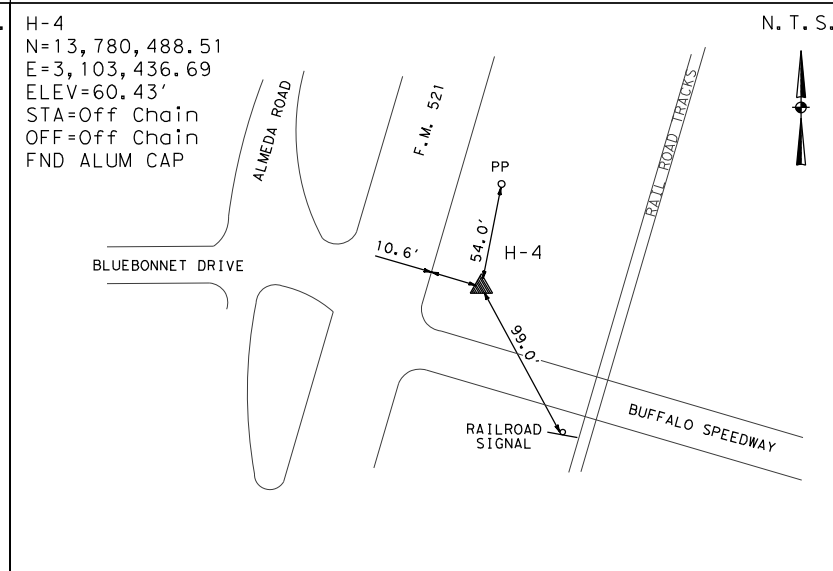 H-4
N=13,780,488.51
E=3,103,436.69
ELEV=60.43'
STA=Off Chain
OFF=Off Chain
FND ALUM CAP
N.T.S.
ALMEDA ROAD
F.M. 521
RAIL ROAD TRACKS
PP
54.0'
H-4
10.6'
BLUEBONNET DRIVE
99.0'
RAILROAD
SIGNAL
BUFFALO SPEEDWAY